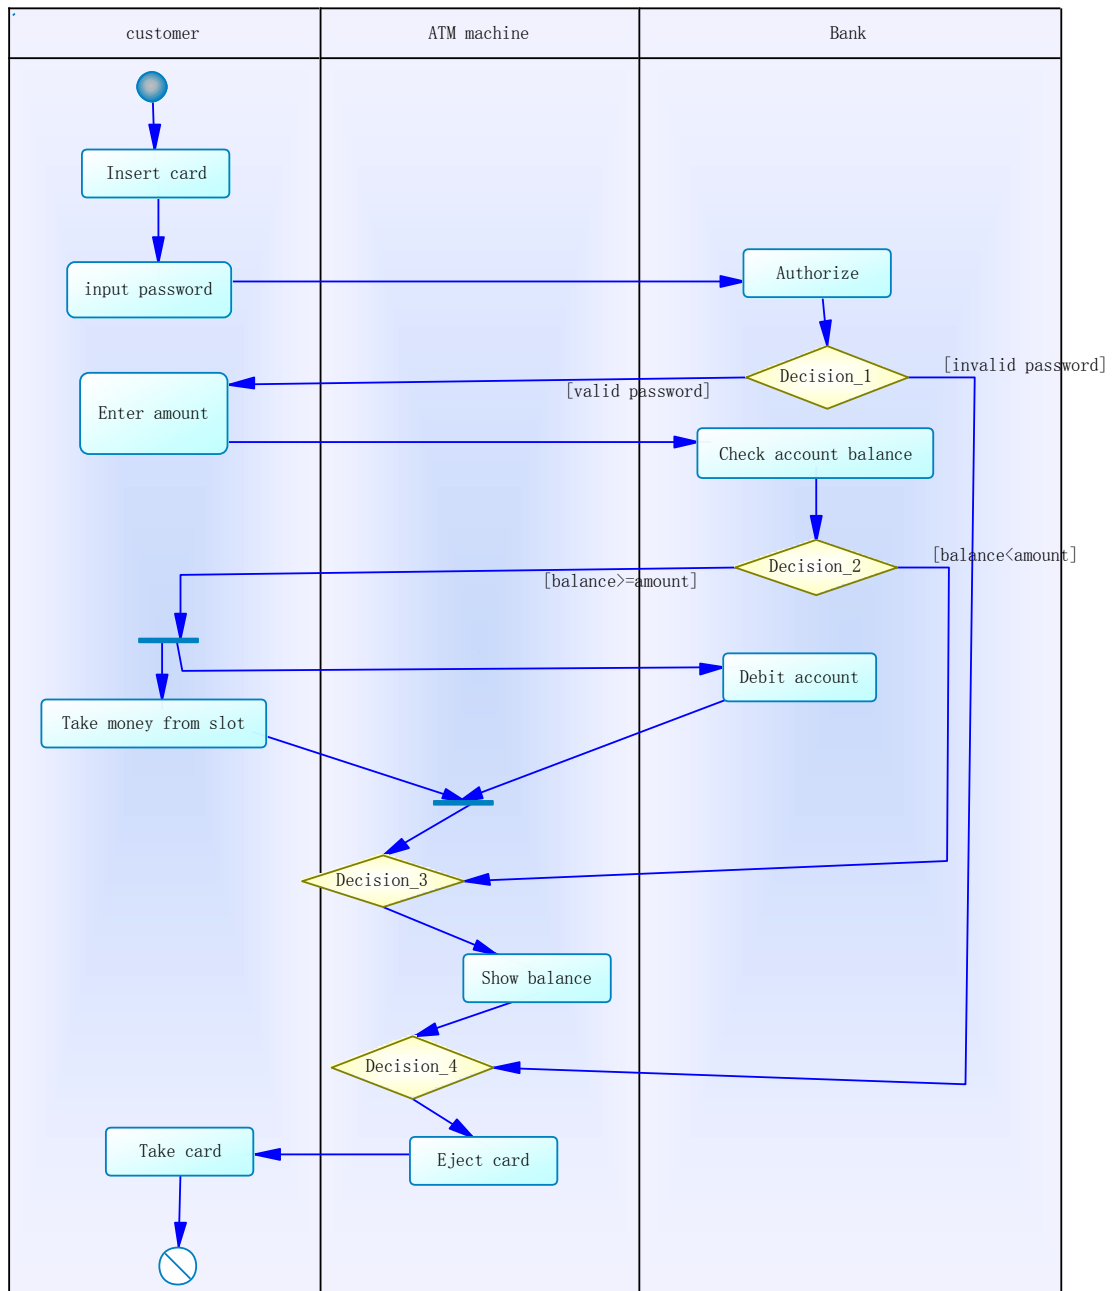 customer
ATM machine
Bank
Insert card
input password
Authorize
[invalid password]
Decision_1
[valid password]
Enter amount
Check account balance
[balance<amount]
Decision_2
[balance>=amount]
Debit account
Take money from slot
Decision_3
Show balance
Decision_4
Take card
Eject card